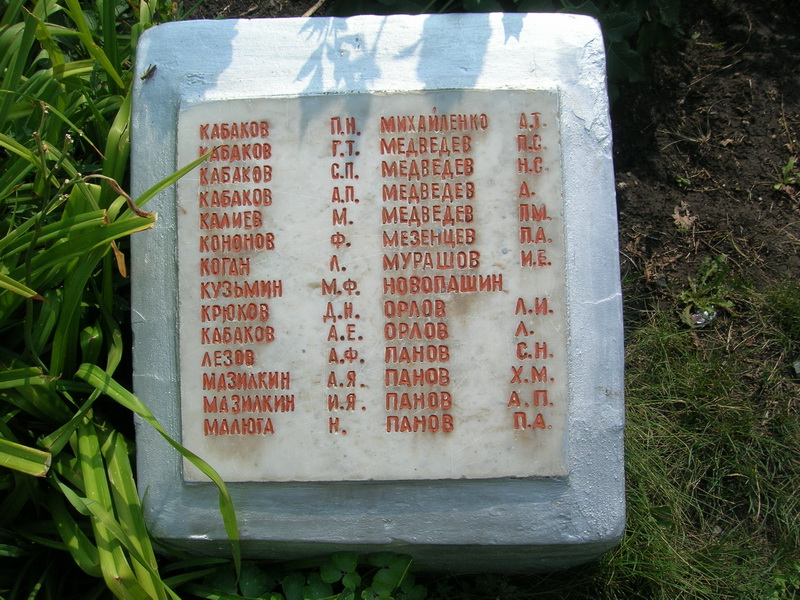 КАБАКОВ П.Н. МИХАЙЛЕНКО А.Т.
КАБАКОВ Г.Т. МЕДВЕДЕВ П.С.
КАБАКОВ С.П. МЕДВЕДЕВ Н.С.
КАБАКОВ А.П. МЕДВЕДЕВ А.
КАЛИЕВ М. МЕДВЕДЕВ П.М.
КОНОНОВ Ф. МЕЗЕНЦЕВ П.А.
КОГАН Л. МУРАШОВ И.Е.
КУЗЬМИН М.Ф. НОВОПАШИН
КРЮКОВ Д.Н. ОРЛОВ Л.И.
КАБАКОВ А.Е. ОРЛОВ Л.
ЛЕЗОВ А.Ф. ПАНОВ С.Н.
МАЗИЛКИН А.Я. ПАНОВ Х.М.
МАЗИЛКИН И.Я. ПАНОВ А.П.
МАЛЮГА Н. ПАНОВ П.А.